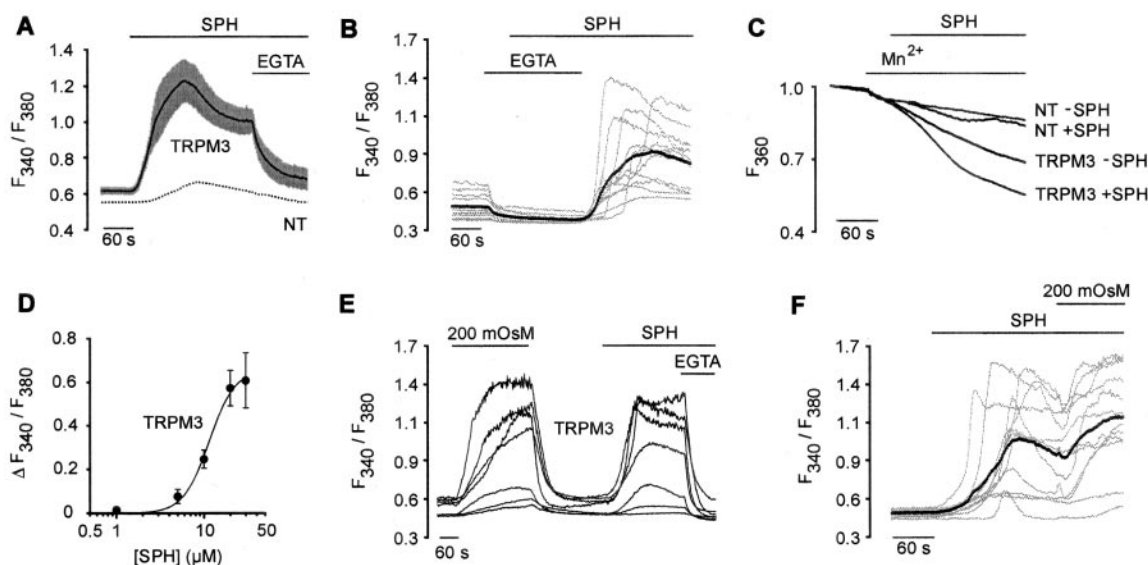 A
SPH
EGTA
F340 / F380
1.4
1.2
1.0
0.8
0.6
0.4
TRPM3
NT
60 s
B
SPH
EGTA
F340 / F380
1.7
1.4
1.2
0.9
0.6
0.3
60 s
C
SPH
Mn2+
F360
1.0
0.7
0.4
NT -SPH
NT +SPH
TRPM3 -SPH
TRPM3 +SPH
60 s
D
Δ F340 / F380
0.8
0.6
0.4
0.2
0
TRPM3
0.5 1 10 50
[SPH] (µM)
E
200 mOsM
SPH
EGTA
F340 / F380
1.7
1.4
1.2
0.9
0.6
0.3
TRPM3
60 s
F
200 mOsM
SPH
F340 / F380
1.7
1.4
1.2
0.9
0.6
0.3
60 s